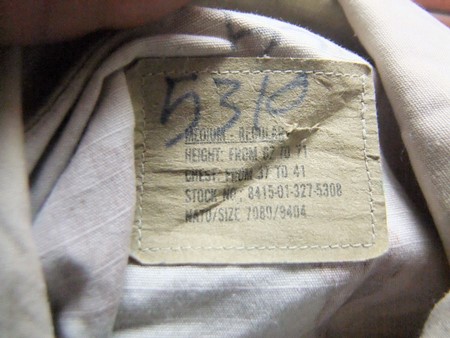 5310
MEDIUM - REGULAR
HEIGHT: FROM 67 TO 71
CHEST: FROM 37 TO 41
STOCK NO.: 8415-01-327-5308
NATO/SIZE 7080/9404